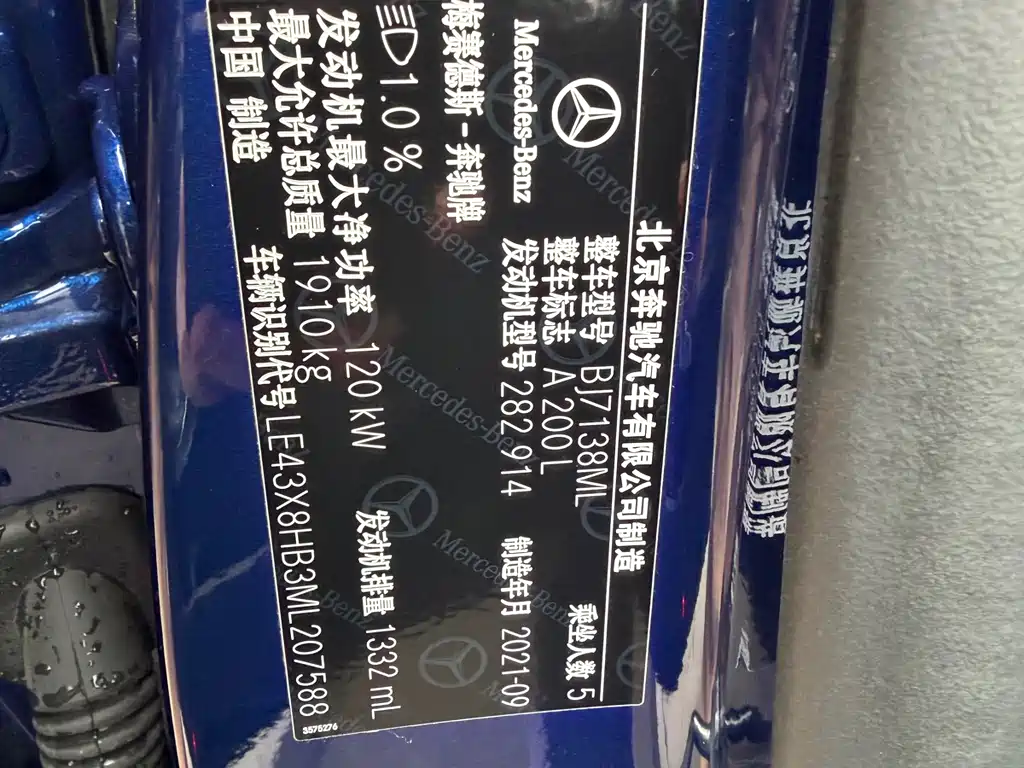 北京奔驰汽车有限公司制造
Mercedes-Benz
整车型号 BJ7138ML 乘坐人数 5
整车标志 A 200 L
发动机型号 282 914 制造年月 2021-09
梅赛德斯-奔驰牌
1.0 %
发动机最大净功率 120 kW 发动机排量 1332 mL
最大允许总质量 1910 kg
中国 制造 车辆识别代号 LE43X8HB3ML207588
3575276